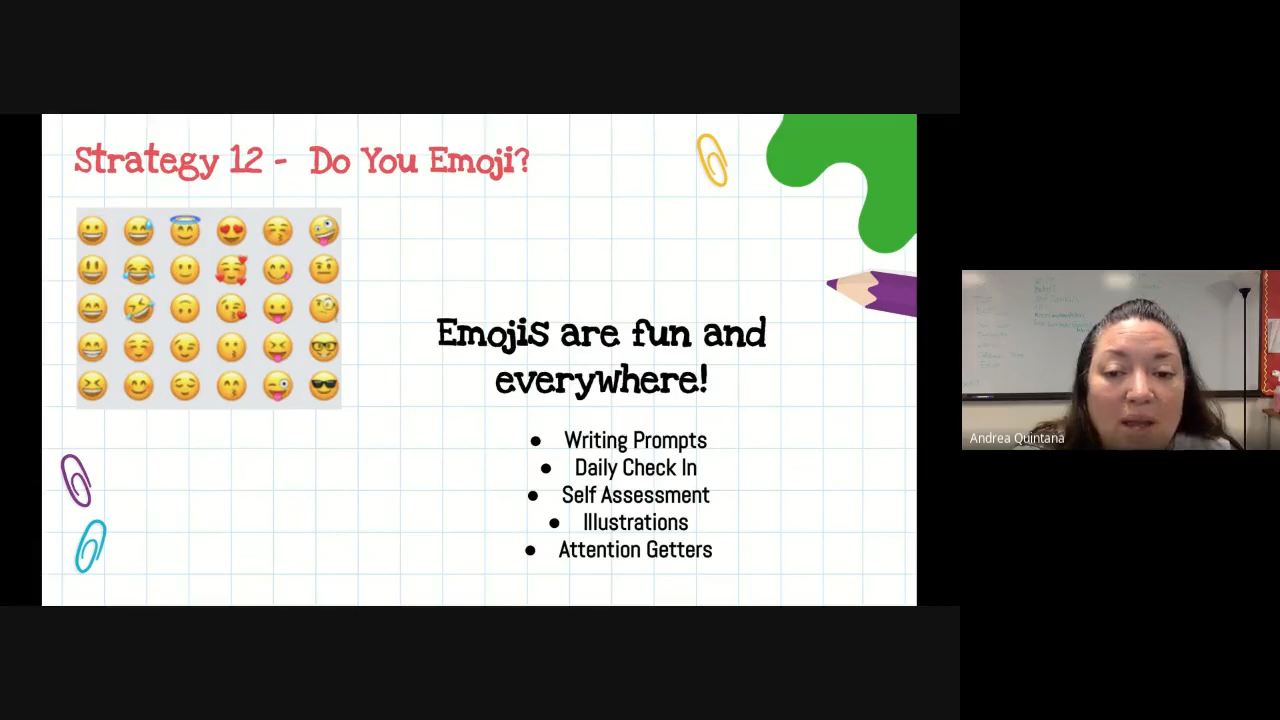 Strategy 12 - Do You Emoji?
Emojis are fun and
everywhere!
● Writing Prompts
● Daily Check In
● Self Assessment
● Illustrations
● Attention Getters
Andrea Quintana